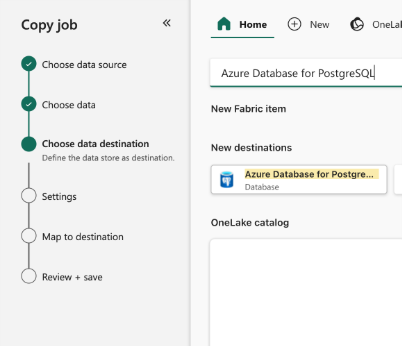 Copy job
Choose data source
Choose data
Choose data destination
Define the data store as destination.
Settings
Map to destination
Review + save
Home
New
OneLak
Azure Database for PostgreSQL
New Fabric item
New destinations
Azure Database for Postgre...
Database
OneLake catalog